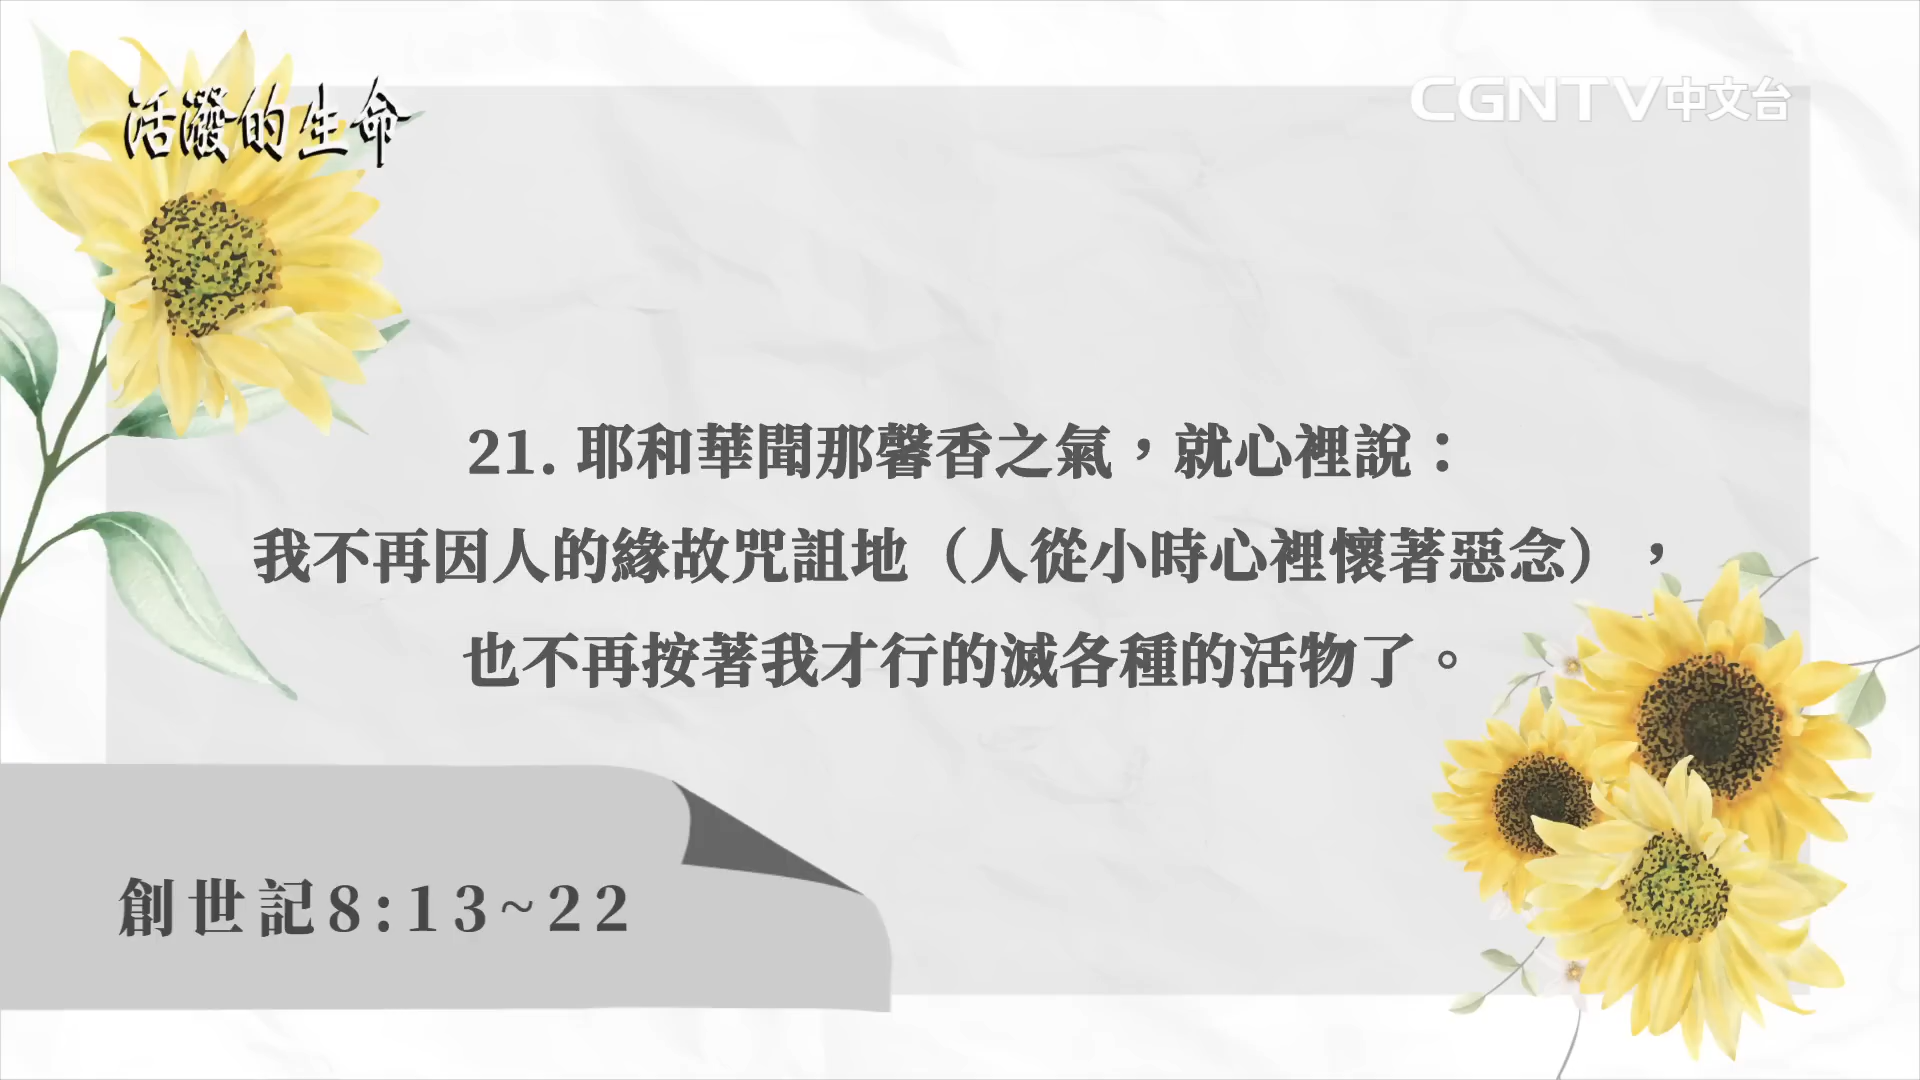 活潑的生命
CGNTV中文台
21. 耶和華聞那馨香之氣，就心裡說：
我不再因人的緣故咒詛地（人從小時心裡懷著惡念），
也不再按著我才行的滅各種的活物了。
創世記8:13~22